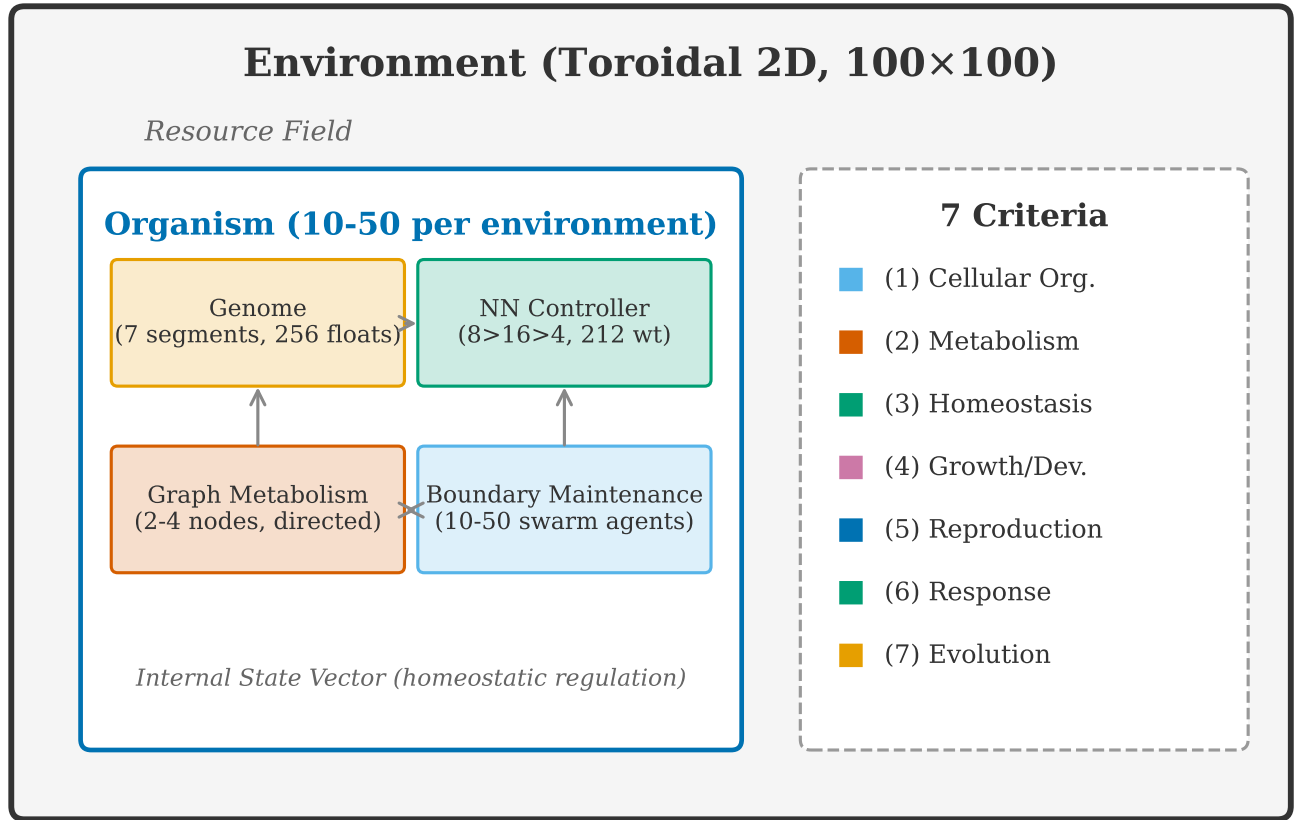 Environment (Toroidal 2D, 100×100)
Resource Field
Organism (10-50 per environment)
Genome
(7 segments, 256 floats)
NN Controller
(8>16>4, 212 wt)
Graph Metabolism
(2-4 nodes, directed)
Boundary Maintenance
(10-50 swarm agents)
Internal State Vector (homeostatic regulation)
7 Criteria
(1) Cellular Org.
(2) Metabolism
(3) Homeostasis
(4) Growth/Dev.
(5) Reproduction
(6) Response
(7) Evolution